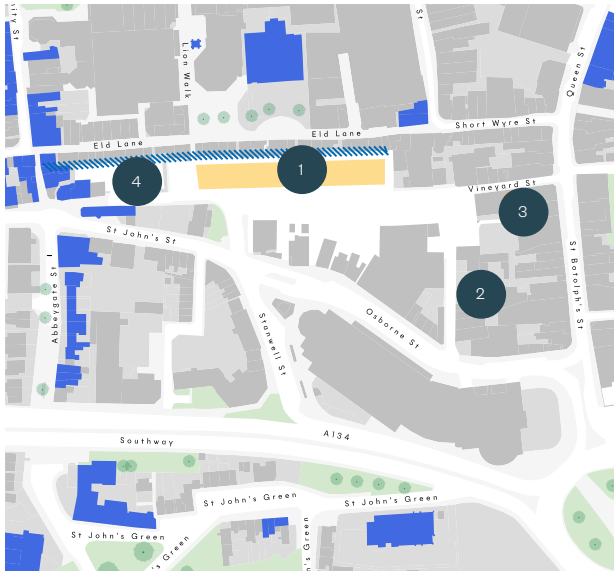 St
Lion Walk
Queen St
Eld Lane
Eld Lane
Short Wyre St
1
4
Vineyard St
3
St John's St
Abbeygate St
St Botolph's St
2
Osborne St
Stanwell St
A134
Southway
St John's Green
St John's Green
St John's Green